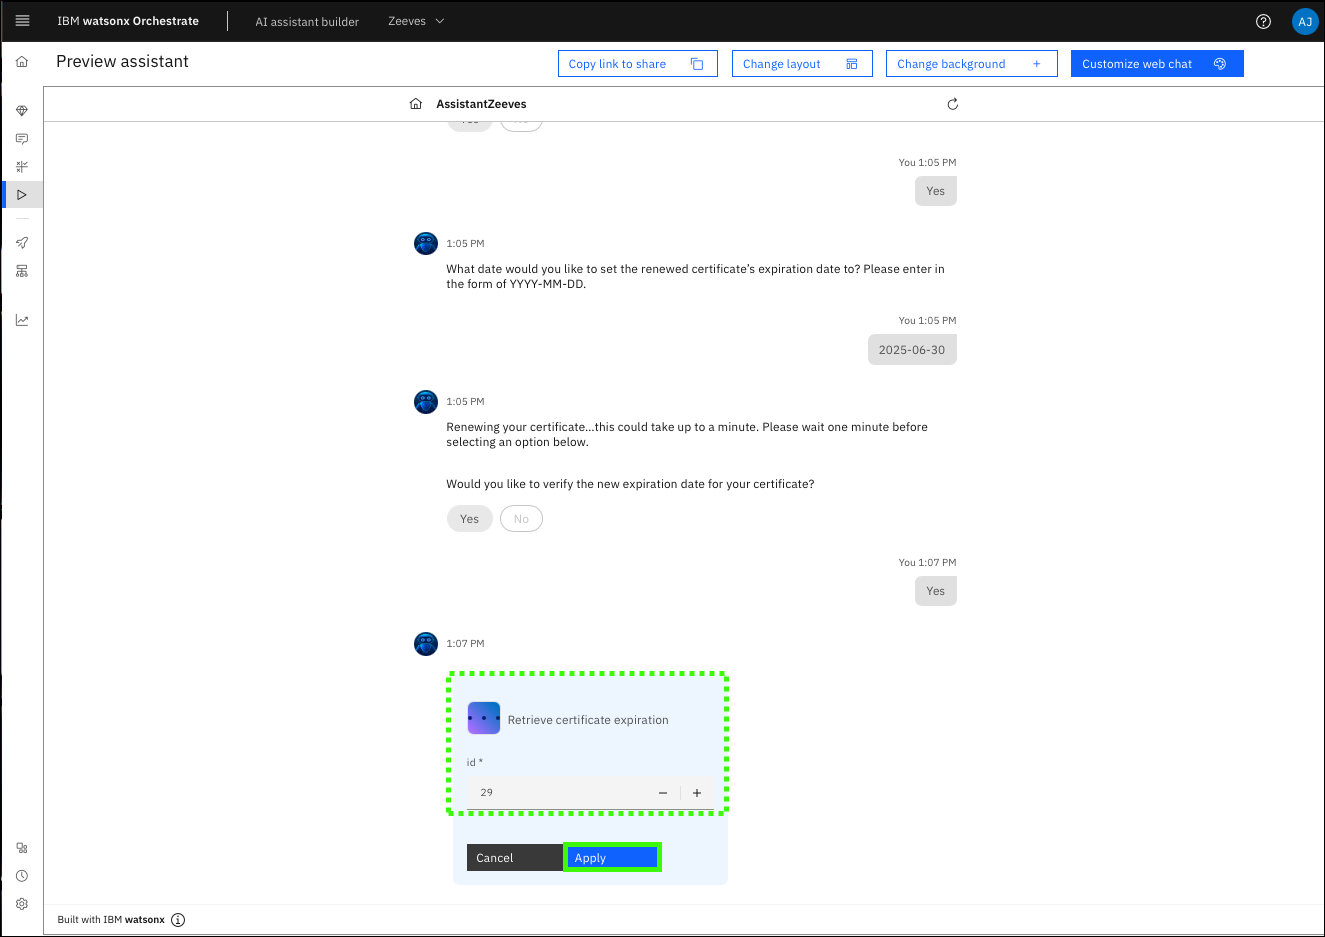 IBM watsonx Orchestrate
AI assistant builder
Zeeves
AJ
Preview assistant
Copy link to share
Change layout
Change background
Customize web chat
AssistantZeeves
You 1:05 PM
Yes
1:05 PM
What date would you like to set the renewed certificate’s expiration date to? Please enter in
the form of YYYY-MM-DD.
You 1:05 PM
2025-06-30
1:05 PM
Renewing your certificate...this could take up to a minute. Please wait one minute before
selecting an option below.
Would you like to verify the new expiration date for your certificate?
Yes
No
You 1:07 PM
Yes
1:07 PM
Retrieve certificate expiration
id *
29
Cancel
Apply
Built with IBM watsonx